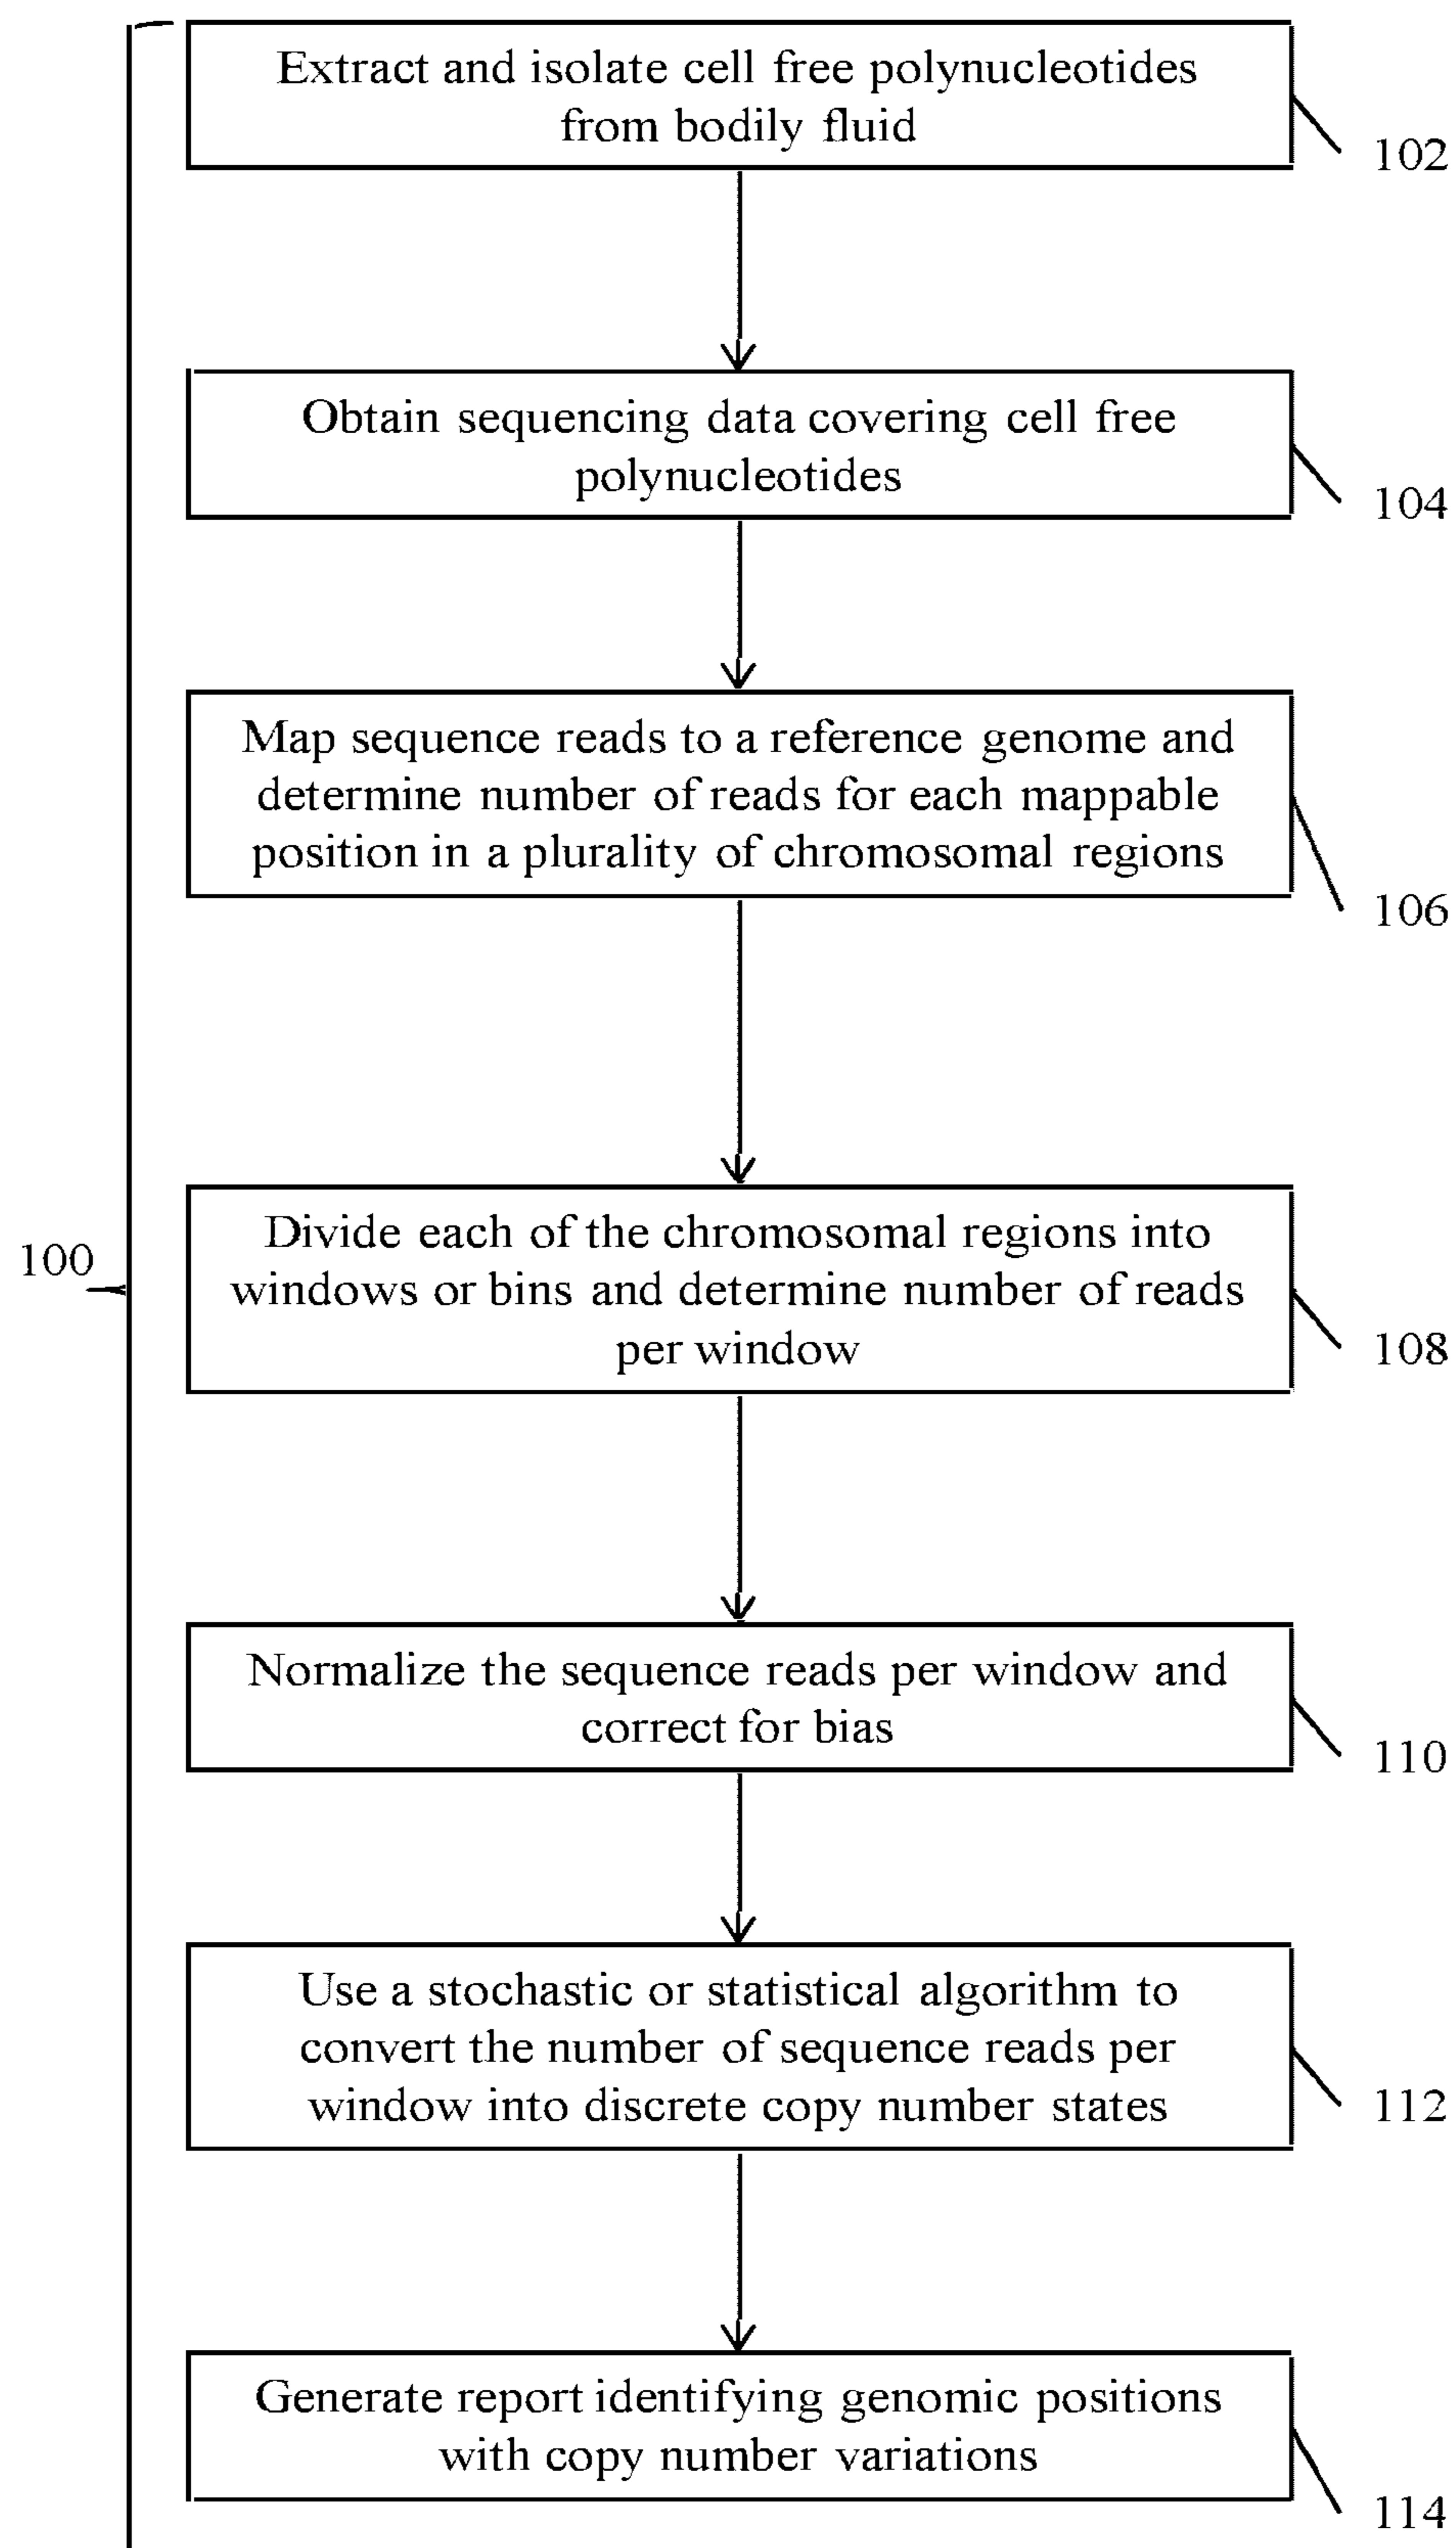 Extract and isolate cell free polynucleotides
from bodily fluid
102
Obtain sequencing data covering cell free
polynucleotides
104
Map sequence reads to a reference genome and
determine number of reads for each mappable
position in a plurality of chromosomal regions
106
Divide each of the chromosomal regions into
windows or bins and determine number of reads
per window
100
108
Normalize the sequence reads per window and
correct for bias
110
Use a stochastic or statistical algorithm to
convert the number of sequence reads per
window into discrete copy number states
112
Generate report identifying genomic positions
with copy number variations
114